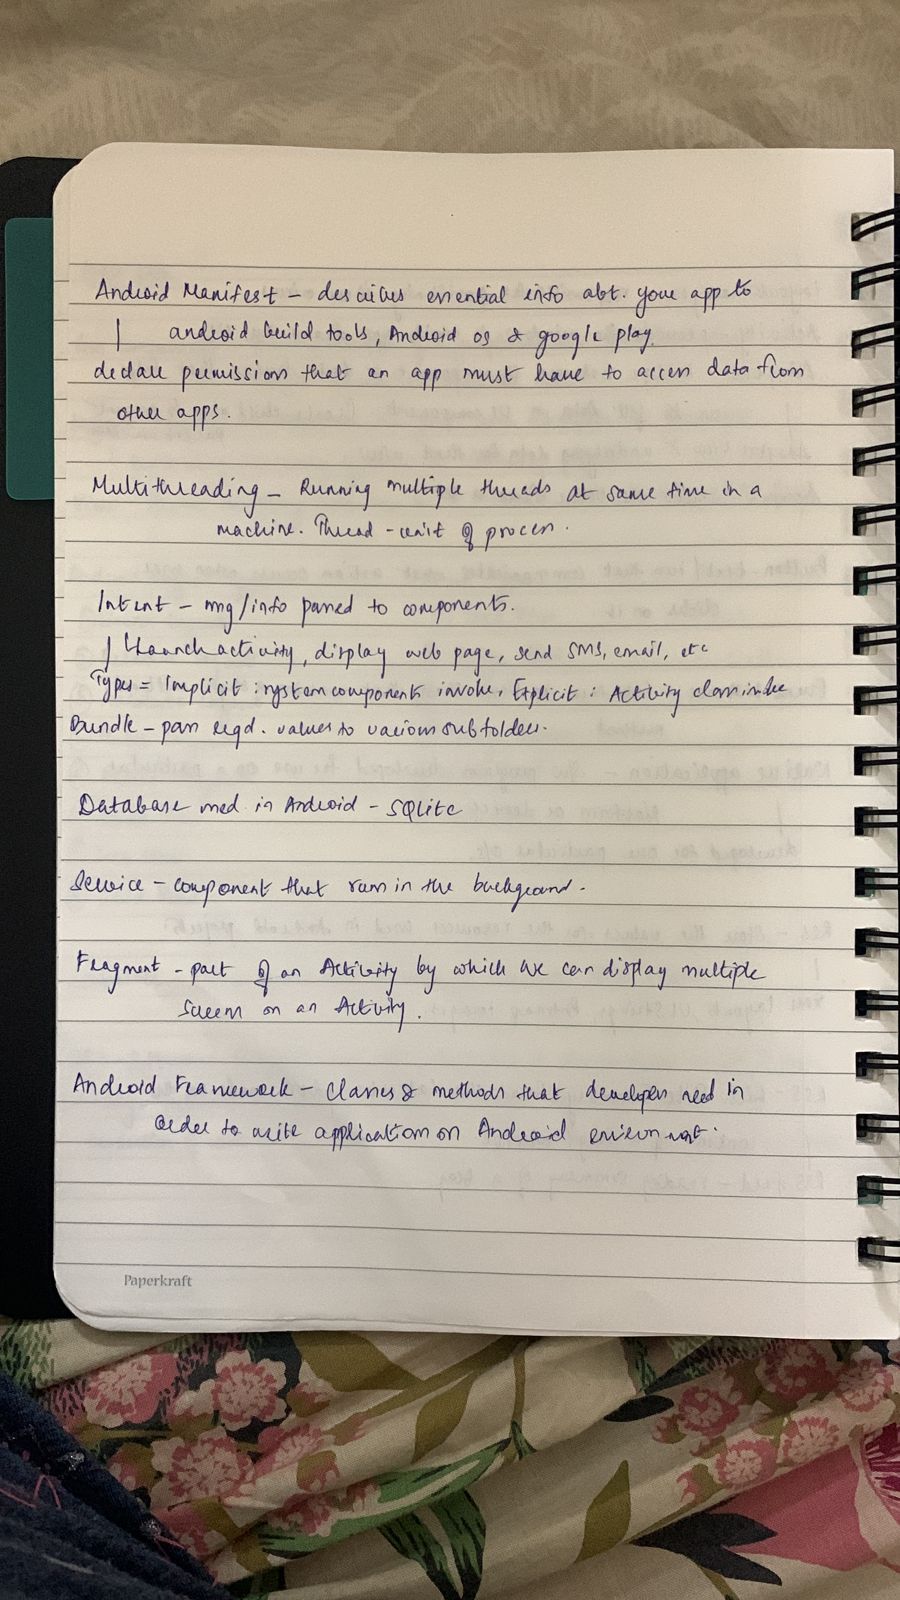 Android Manifest - describes essential info abt. your app to
android build tools, Android os & google play.
declare permissions that an app must have to access data from
other apps.
Multithreading - Running multiple threads at same time in a
machine. Thread - unit of process.
Intent - msg/info passed to components.
Launch activity, display web page, send SMS, email, etc
Types = Implicit : system components invoke, Explicit : Activity class invoke
Bundle - pass reqd. values to various subfolders.
Database used in Android - SQLite
Service - component that runs in the background.
Fragment - part of an Activity by which we can display multiple
screens on an Activity.
Android Framework - classes & methods that developers need in
order to write application on Android environment.
Paperkraft